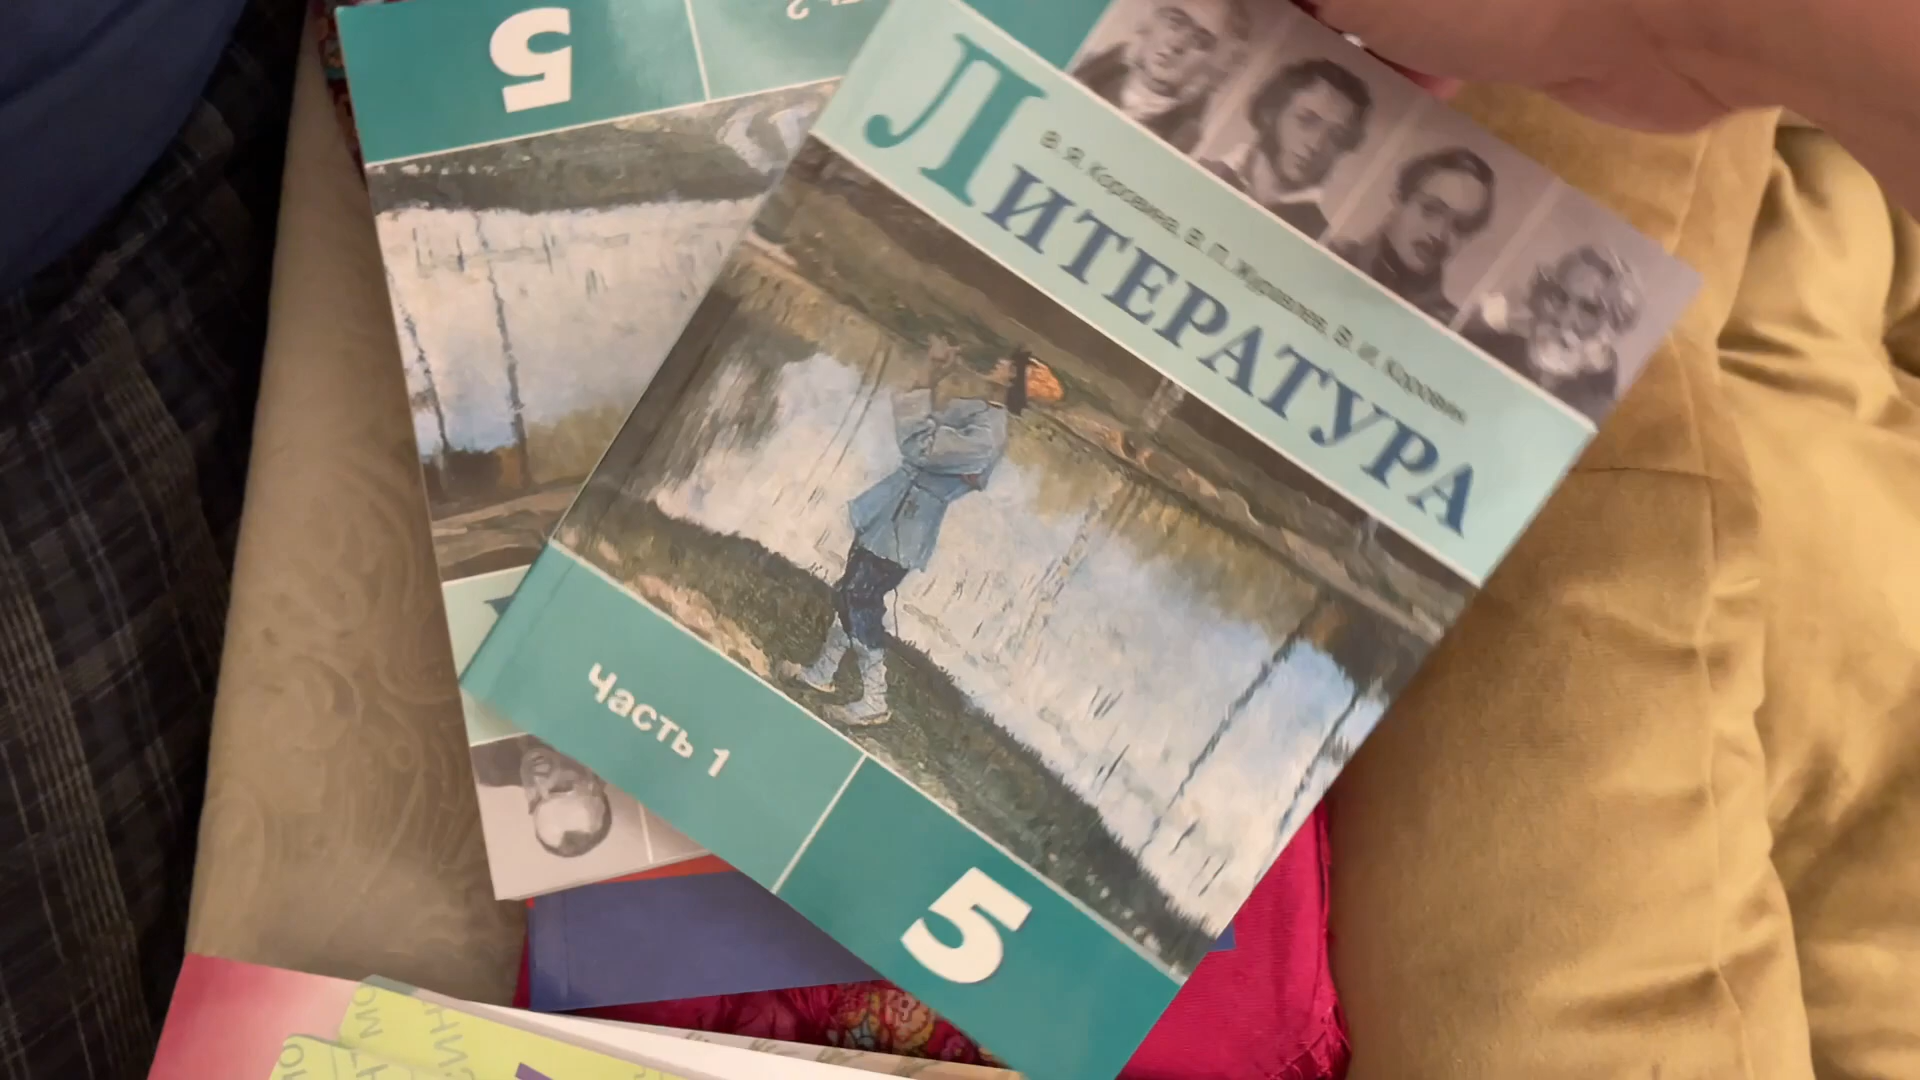 В. Я. Коровина, В. П. Журавлев, В. И. Коровин
ЛИТЕРАТУРА
часть 1
5
5